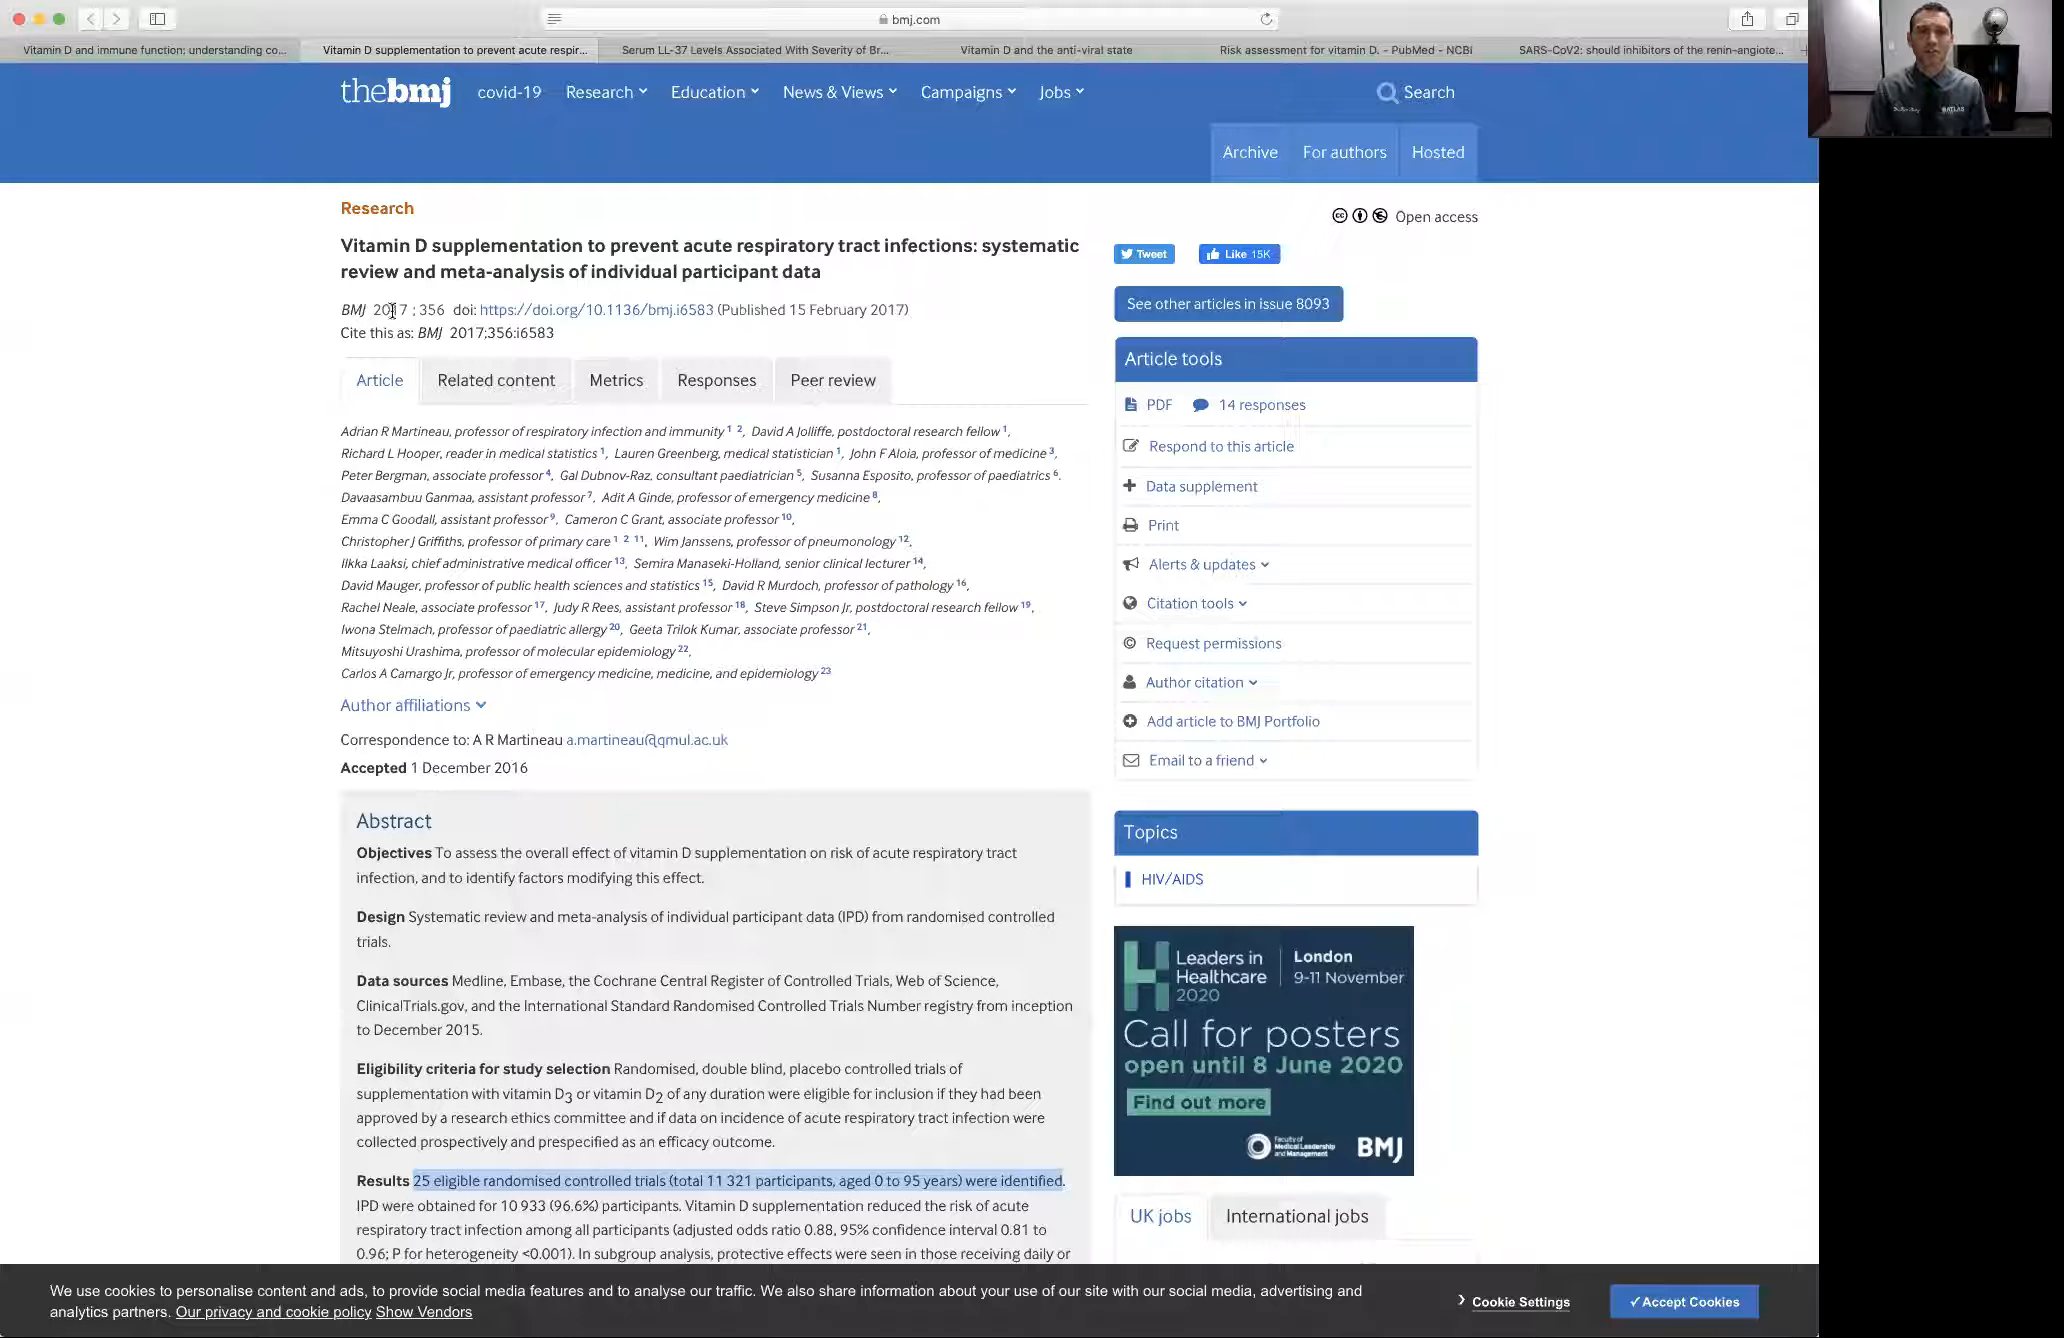 bmj.com
Vitamin D and immune function: understanding co...
Vitamin D supplementation to prevent acute respir...
Serum LL-37 Levels Associated With Severity of Br...
Vitamin D and the anti-viral state
Risk assessment for vitamin D. - PubMed - NCBI
SARS-CoV2: should inhibitors of the renin–angiote...
thebmj
covid-19 Research Education News & Views Campaigns Jobs
Search
Archive For authors Hosted
Research
Open access
Vitamin D supplementation to prevent acute respiratory tract infections: systematic
review and meta-analysis of individual participant data
Tweet
Like 15K
BMJ 2017 ; 356 doi: https://doi.org/10.1136/bmj.i6583 (Published 15 February 2017)
Cite this as: BMJ 2017;356:i6583
See other articles in issue 8093
Article Related content Metrics Responses Peer review
Adrian R Martineau, professor of respiratory infection and immunity 1 2, David A Jolliffe, postdoctoral research fellow 1,
Richard L Hooper, reader in medical statistics 1, Lauren Greenberg, medical statistician 1, John F Aloia, professor of medicine 3,
Peter Bergman, associate professor 4, Gal Dubnov-Raz, consultant paediatrician 5, Susanna Esposito, professor of paediatrics 6,
Davaasambuu Ganmaa, assistant professor 7, Adit A Ginde, professor of emergency medicine 8,
Emma C Goodall, assistant professor 9, Cameron C Grant, associate professor 10,
Christopher J Griffiths, professor of primary care 1 2 11, Wim Janssens, professor of pneumonology 12,
Ilkka Laaksi, chief administrative medical officer 13, Semira Manaseki-Holland, senior clinical lecturer 14,
David Mauger, professor of public health sciences and statistics 15, David R Murdoch, professor of pathology 16,
Rachel Neale, associate professor 17, Judy R Rees, assistant professor 18, Steve Simpson Jr, postdoctoral research fellow 19,
Iwona Stelmach, professor of paediatric allergy 20, Geeta Trilok Kumar, associate professor 21,
Mitsuyoshi Urashima, professor of molecular epidemiology 22,
Carlos A Camargo Jr, professor of emergency medicine, medicine, and epidemiology 23
Author affiliations
Correspondence to: A R Martineau a.martineau@qmul.ac.uk
Accepted 1 December 2016
Abstract
Objectives To assess the overall effect of vitamin D supplementation on risk of acute respiratory tract
infection, and to identify factors modifying this effect.
Design Systematic review and meta-analysis of individual participant data (IPD) from randomised controlled
trials.
Data sources Medline, Embase, the Cochrane Central Register of Controlled Trials, Web of Science,
ClinicalTrials.gov, and the International Standard Randomised Controlled Trials Number registry from inception
to December 2015.
Eligibility criteria for study selection Randomised, double blind, placebo controlled trials of
supplementation with vitamin D3 or vitamin D2 of any duration were eligible for inclusion if they had been
approved by a research ethics committee and if data on incidence of acute respiratory tract infection were
collected prospectively and prespecified as an efficacy outcome.
Results 25 eligible randomised controlled trials (total 11 321 participants, aged 0 to 95 years) were identified.
IPD were obtained for 10 933 (96.6%) participants. Vitamin D supplementation reduced the risk of acute
respiratory tract infection among all participants (adjusted odds ratio 0.88, 95% confidence interval 0.81 to
0.96; P for heterogeneity <0.001). In subgroup analysis, protective effects were seen in those receiving daily or
Article tools
PDF 14 responses
Respond to this article
Data supplement
Print
Alerts & updates
Citation tools
Request permissions
Author citation
Add article to BMJ Portfolio
Email to a friend
Topics
HIV/AIDS
Leaders in
Healthcare
2020
London
9-11 November
Call for posters
open until 8 June 2020
Find out more
Faculty of
Medical Leadership
and Management
BMJ
UK jobs International jobs
We use cookies to personalise content and ads, to provide social media features and to analyse our traffic. We also share information about your use of our site with our social media, advertising and
analytics partners. Our privacy and cookie policy Show Vendors
Cookie Settings
✓Accept Cookies
ATLAS